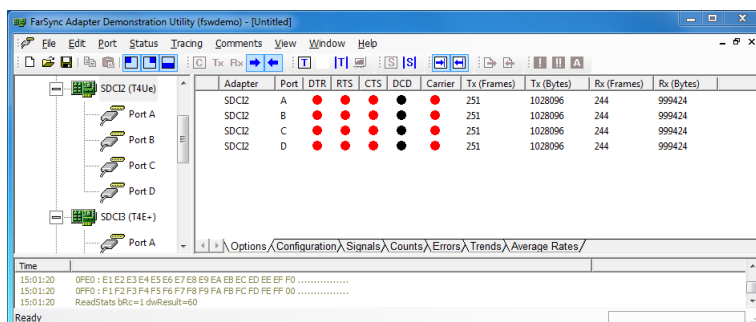 FarSync Adapter Demonstration Utility (fswdemo) - [Untitled]
File Edit Port Status Tracing Comments View Window Help
C Tx Rx T |T| S |S| !! A
Adapter Port DTR RTS CTS DCD Carrier Tx (Frames) Tx (Bytes) Rx (Frames) Rx (Bytes)
SDCI2 A 251 1028096 244 999424
SDCI2 B 251 1028096 244 999424
SDCI2 C 251 1028096 244 999424
SDCI2 D 251 1028096 244 999424
SDCI2 (T4Ue)
Port A
Port B
Port C
Port D
SDCI3 (T4E+)
Port A
Options Configuration Signals Counts Errors Trends Average Rates
Time
15:01:20 0FE0 : E1 E2 E3 E4 E5 E6 E7 E8 E9 EA EB EC ED EE EF F0 ................
15:01:20 0FF0 : F1 F2 F3 F4 F5 F6 F7 F8 F9 FA FB FC FD FE FF 00 ................
15:01:20 ReadStats bRc=1 dwResult=60
Ready